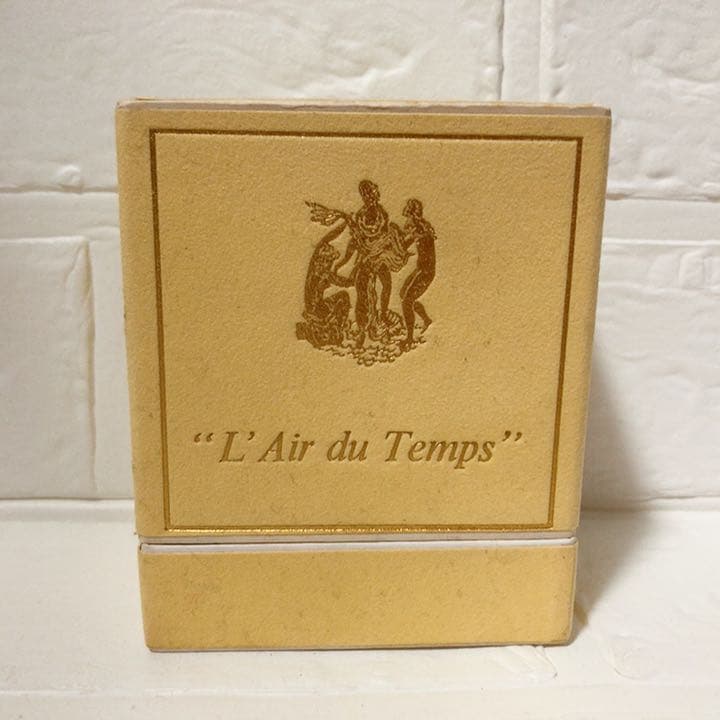 “L’Air du Temps”